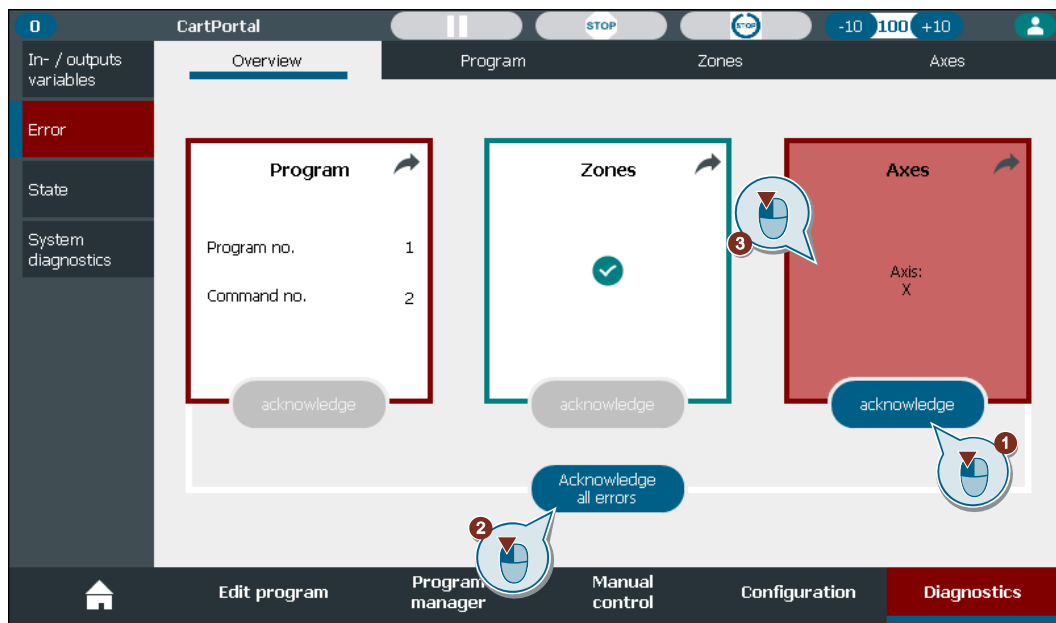 0
CartPortal
STOP
STOP
-10 100 +10
In- / outputs
variables
Error
State
System
diagnostics
Overview
Program
Zones
Axes
Program
Program no. 1
Command no. 2
acknowledge
Zones
acknowledge
Axes
Axis:
X
acknowledge
3
1
Acknowledge
all errors
2
Edit program
Program
manager
Manual
control
Configuration
Diagnostics